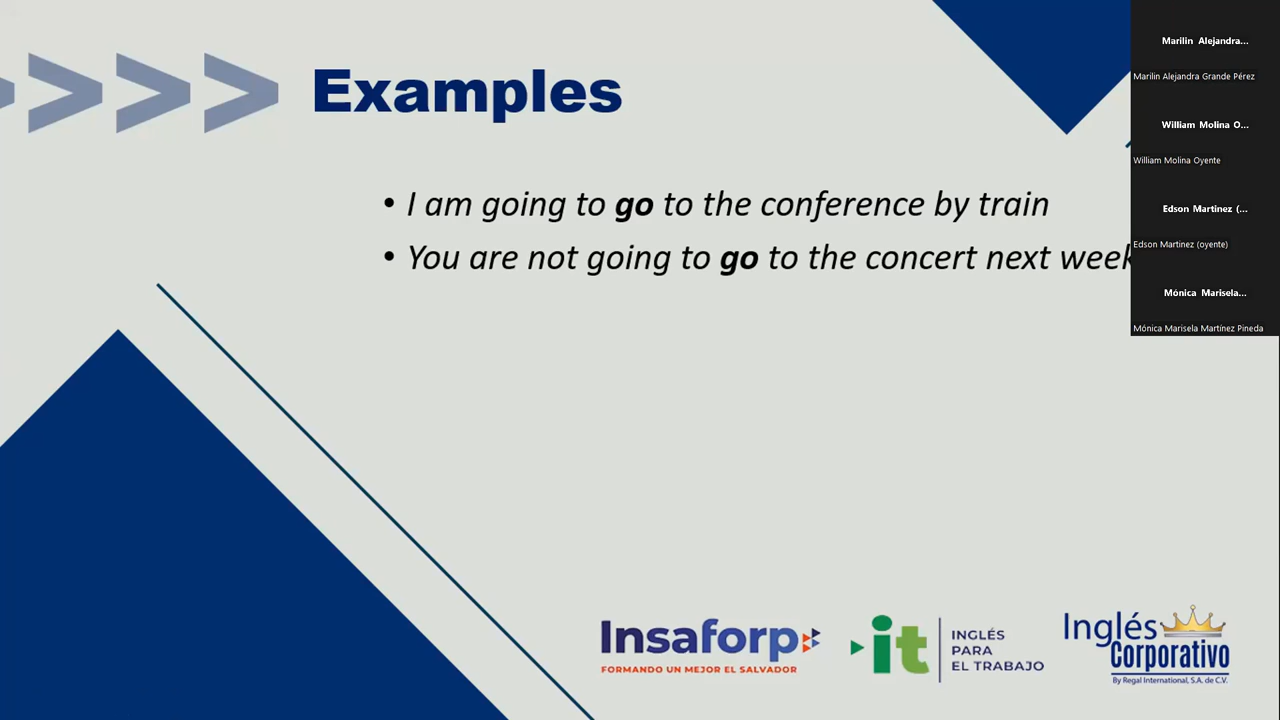 Examples
• I am going to go to the conference by train
• You are not going to go to the concert next week
Marilin Alejandra...
Marilin Alejandra Grande Pérez
William Molina O...
William Molina Oyente
Edson Martinez (...
Edson Martinez (oyente)
Mónica Marisela...
Mónica Marisela Martínez Pineda
Insaforp
FORMANDO UN MEJOR EL SALVADOR
it
INGLÉS
PARA
EL TRABAJO
Inglés
Corporativo
By Regal International, S.A. de C.V.